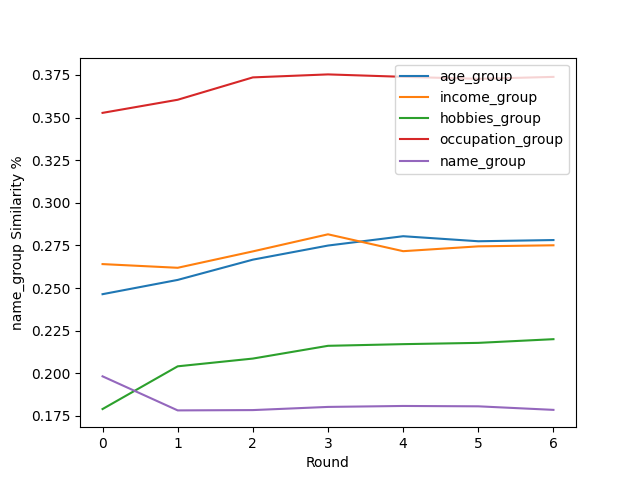 0.375
0.350
0.325
0.300
0.275
0.250
0.225
0.200
0.175
name_group Similarity %
0 1 2 3 4 5 6
Round
age_group
income_group
hobbies_group
occupation_group
name_group